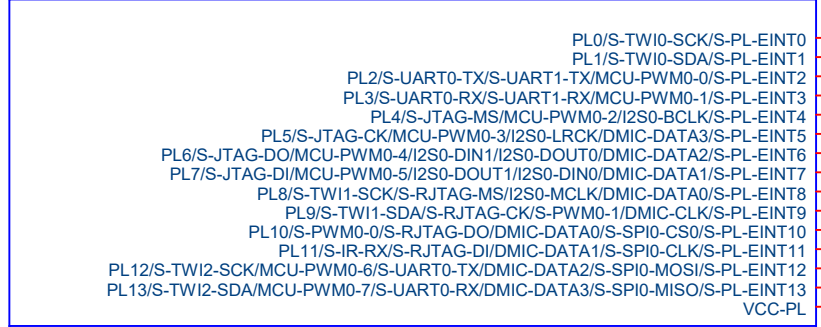 PL0/S-TWI0-SCK/S-PL-EINT0
PL1/S-TWI0-SDA/S-PL-EINT1
PL2/S-UART0-TX/S-UART1-TX/MCU-PWM0-0/S-PL-EINT2
PL3/S-UART0-RX/S-UART1-RX/MCU-PWM0-1/S-PL-EINT3
PL4/S-JTAG-MS/MCU-PWM0-2/I2S0-BCLK/S-PL-EINT4
PL5/S-JTAG-CK/MCU-PWM0-3/I2S0-LRCK/DMIC-DATA3/S-PL-EINT5
PL6/S-JTAG-DO/MCU-PWM0-4/I2S0-DIN1/I2S0-DOUT0/DMIC-DATA2/S-PL-EINT6
PL7/S-JTAG-DI/MCU-PWM0-5/I2S0-DOUT1/I2S0-DIN0/DMIC-DATA1/S-PL-EINT7
PL8/S-TWI1-SCK/S-RJTAG-MS/I2S0-MCLK/DMIC-DATA0/S-PL-EINT8
PL9/S-TWI1-SDA/S-RJTAG-CK/S-PWM0-1/DMIC-CLK/S-PL-EINT9
PL10/S-PWM0-0/S-RJTAG-DO/DMIC-DATA0/S-SPI0-CS0/S-PL-EINT10
PL11/S-IR-RX/S-RJTAG-DI/DMIC-DATA1/S-SPI0-CLK/S-PL-EINT11
PL12/S-TWI2-SCK/MCU-PWM0-6/S-UART0-TX/DMIC-DATA2/S-SPI0-MOSI/S-PL-EINT12
PL13/S-TWI2-SDA/MCU-PWM0-7/S-UART0-RX/DMIC-DATA3/S-SPI0-MISO/S-PL-EINT13
VCC-PL